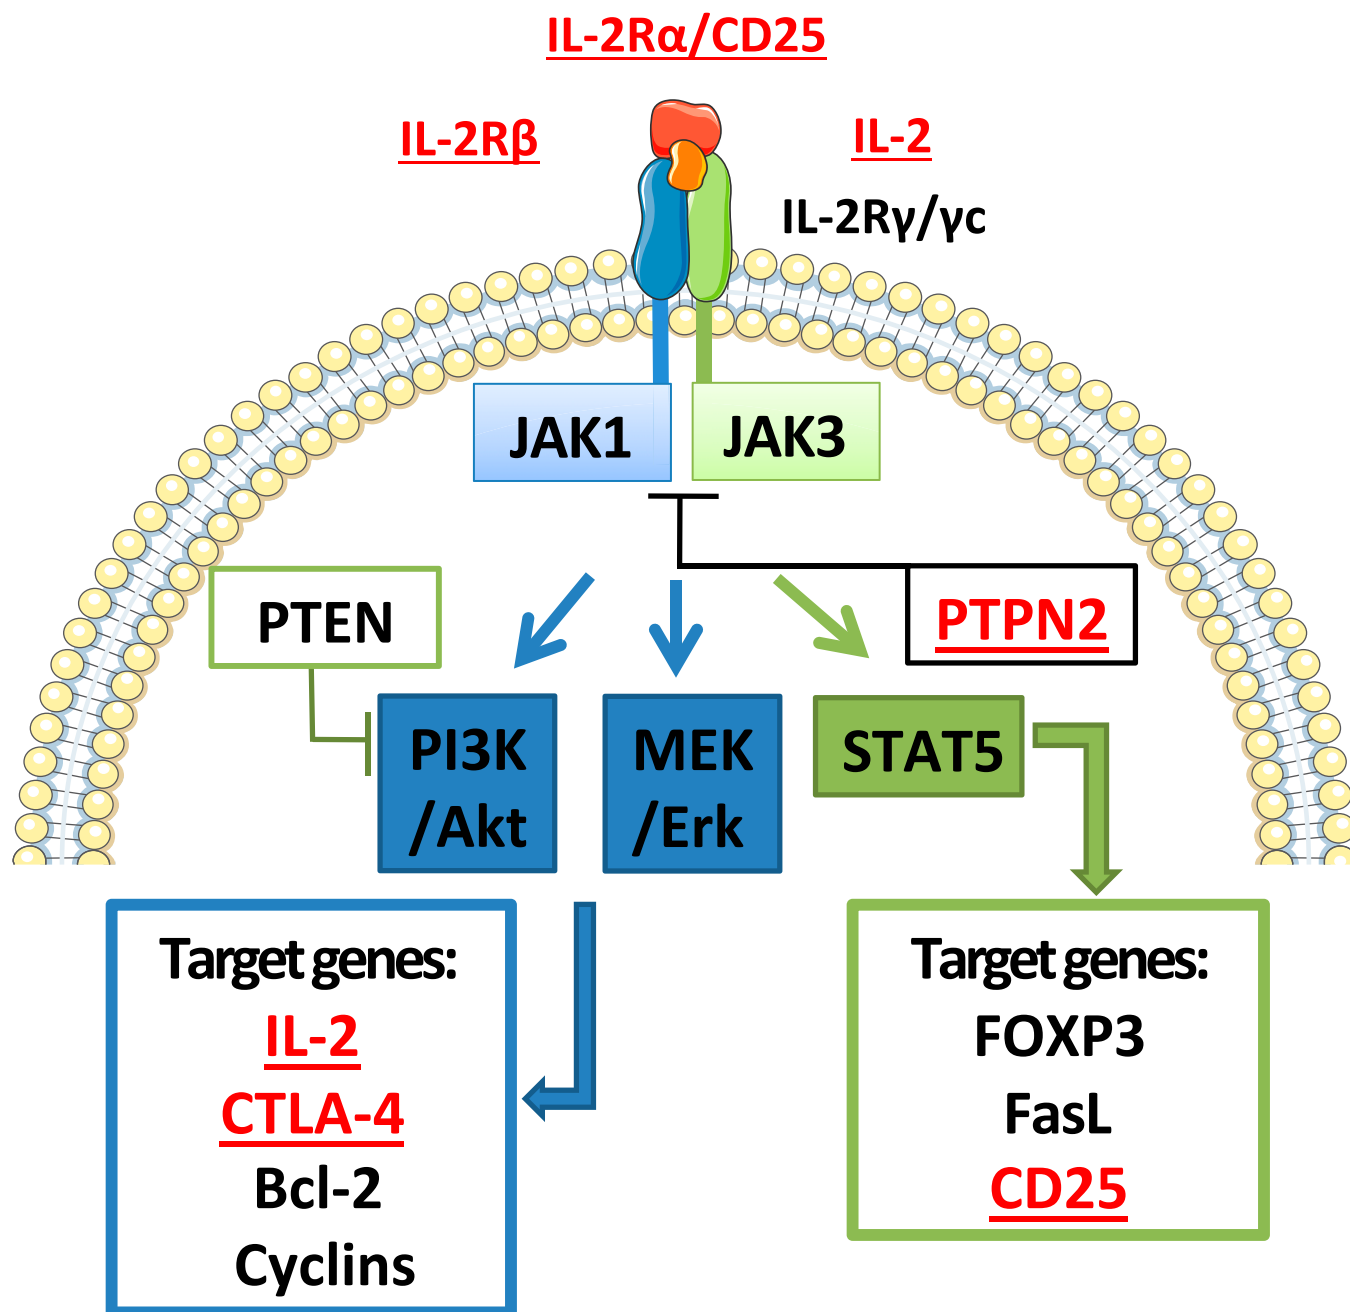 IL-2Rα/CD25
IL-2Rβ
IL-2
IL-2Rγ/γc
JAK1
JAK3
PTEN
PTPN2
PI3K
/Akt
MEK
/Erk
STAT5
Target genes:
IL-2
CTLA-4
Bcl-2
Cyclins
Target genes:
FOXP3
FasL
CD25